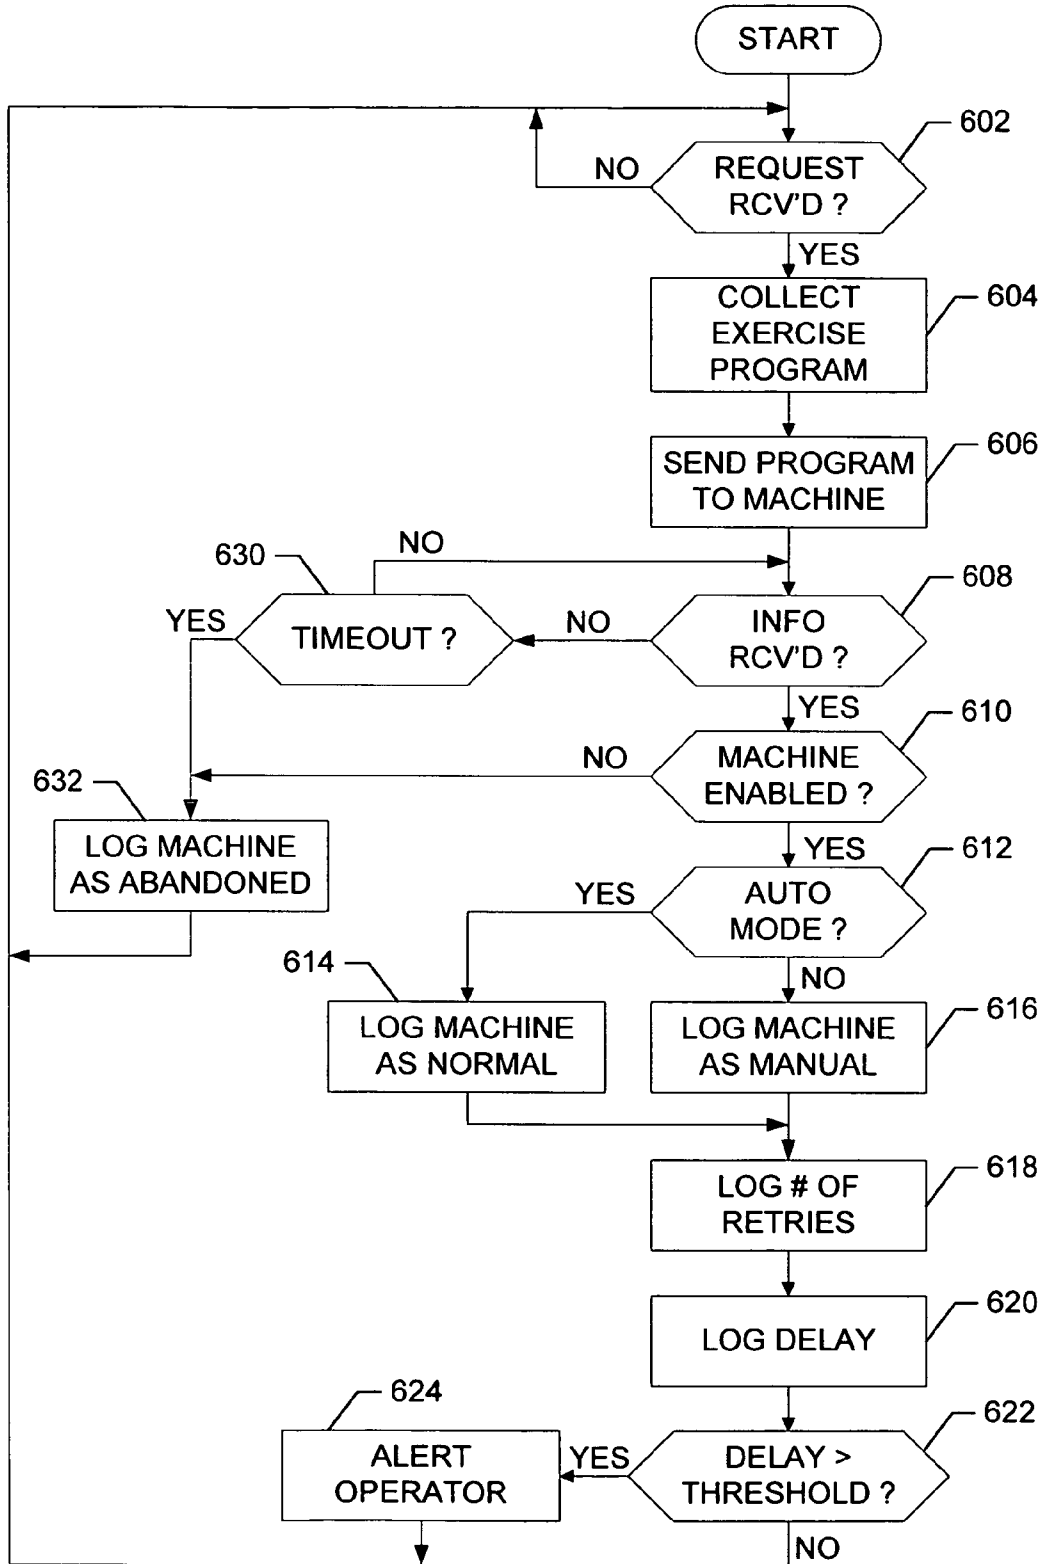 START
602
REQUEST
RCV'D ?
NO
YES
604
COLLECT
EXERCISE
PROGRAM
606
SEND PROGRAM
TO MACHINE
NO
630
608
YES
TIMEOUT ?
NO
INFO
RCV'D ?
YES
610
NO
MACHINE
ENABLED ?
632
LOG MACHINE
AS ABANDONED
YES
612
YES
AUTO
MODE ?
614
NO
LOG MACHINE
AS NORMAL
LOG MACHINE
AS MANUAL
616
618
LOG # OF
RETRIES
620
LOG DELAY
624
622
ALERT
OPERATOR
YES
DELAY >
THRESHOLD ?
NO